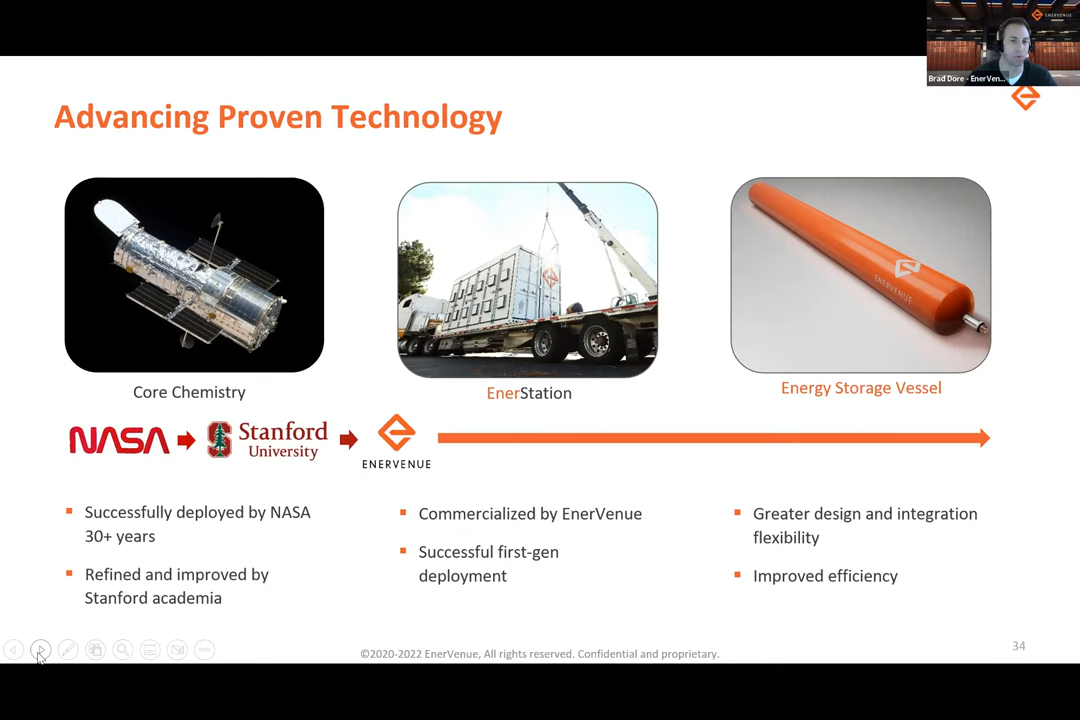 ENERVENUE
Brad Dore - EnerVen...
Advancing Proven Technology
ENERVENUE
Core Chemistry
EnerStation
Energy Storage Vessel
NASA
Stanford
University
ENERVENUE
Successfully deployed by NASA
30+ years
Refined and improved by
Stanford academia
Commercialized by EnerVenue
Successful first-gen
deployment
Greater design and integration
flexibility
Improved efficiency
©2020-2022 EnerVenue, All rights reserved. Confidential and proprietary.
34